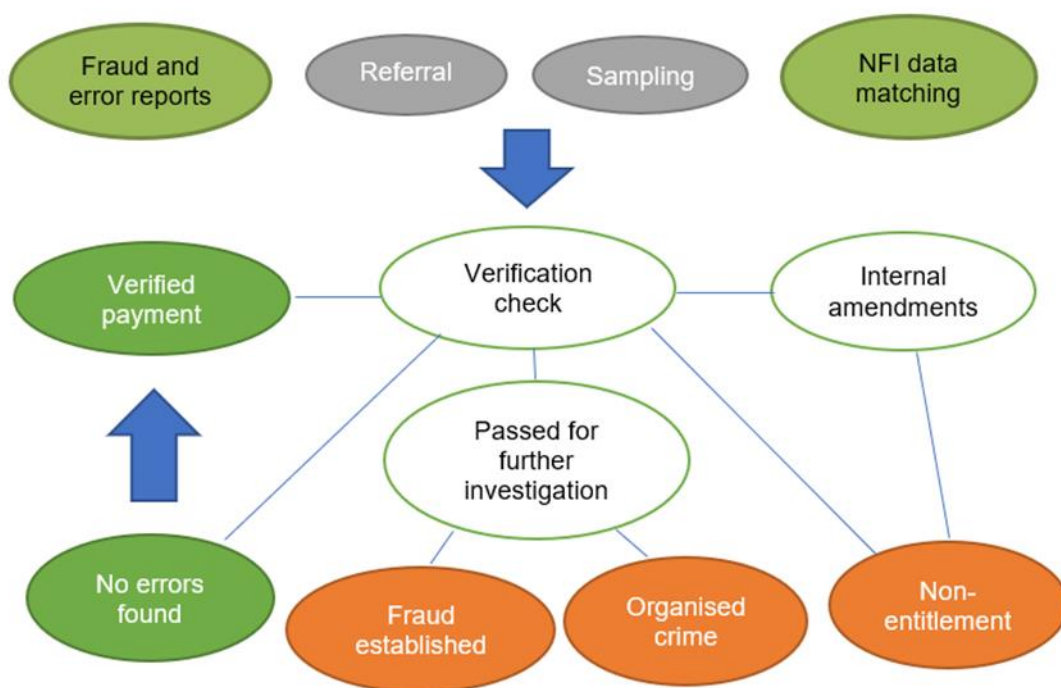 Fraud and
error reports
Referral
Sampling
NFI data
matching
Verified
payment
Verification
check
Internal
amendments
Passed for
further
investigation
No errors
found
Fraud
established
Organised
crime
Non-
entitlement